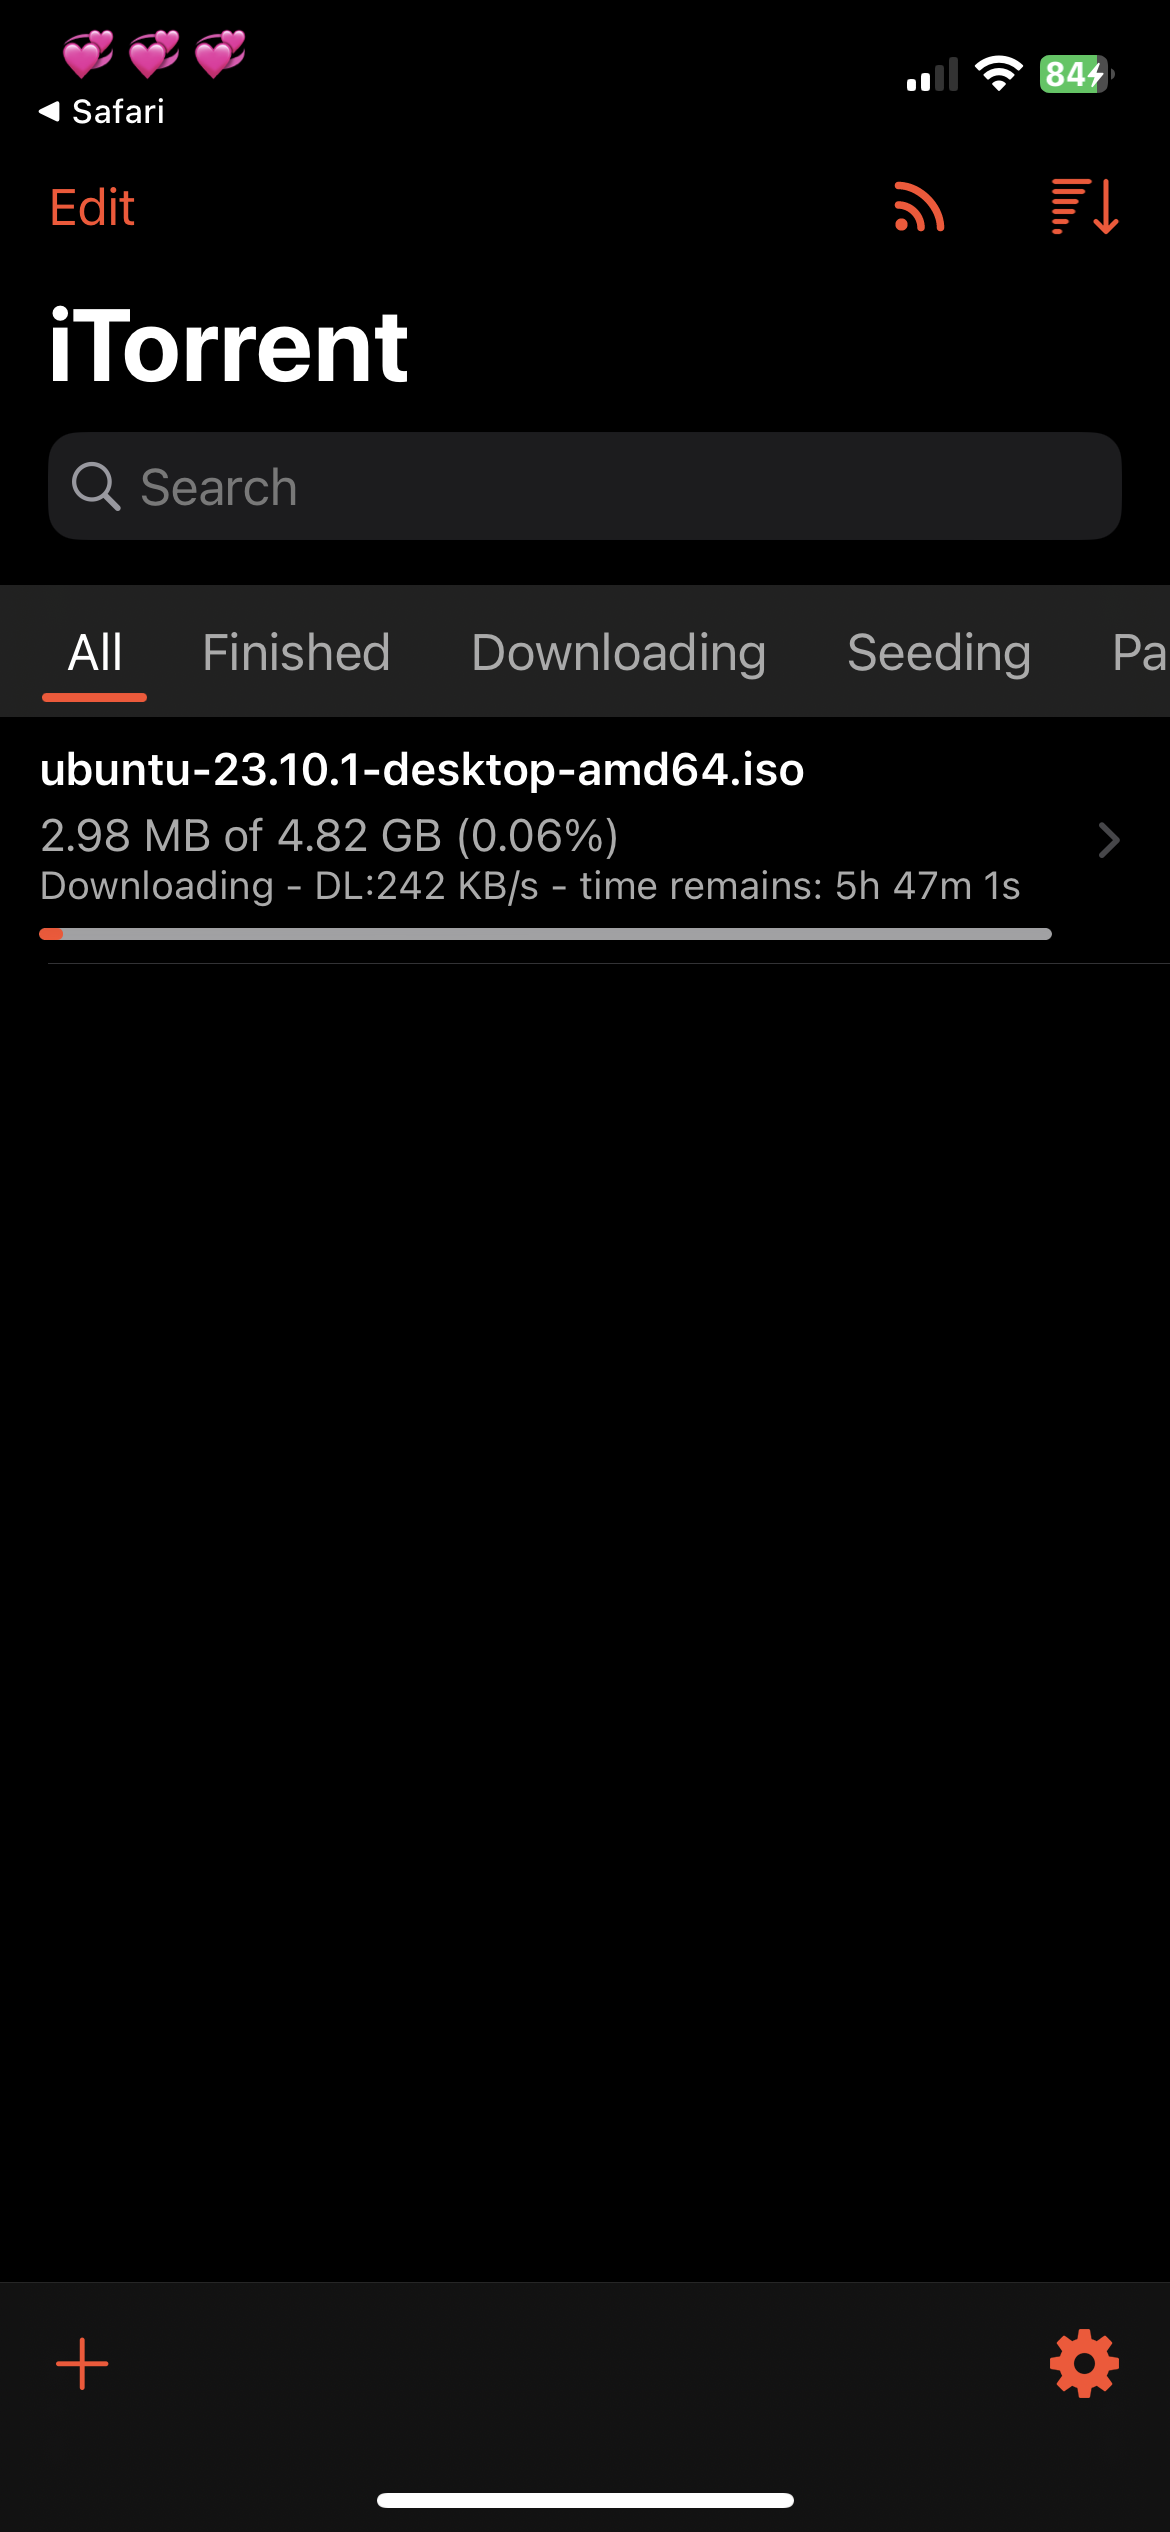 84
Safari
Edit
iTorrent
Search
All Finished Downloading Seeding Pa
ubuntu-23.10.1-desktop-amd64.iso
2.98 MB of 4.82 GB (0.06%)
Downloading - DL:242 KB/s - time remains: 5h 47m 1s